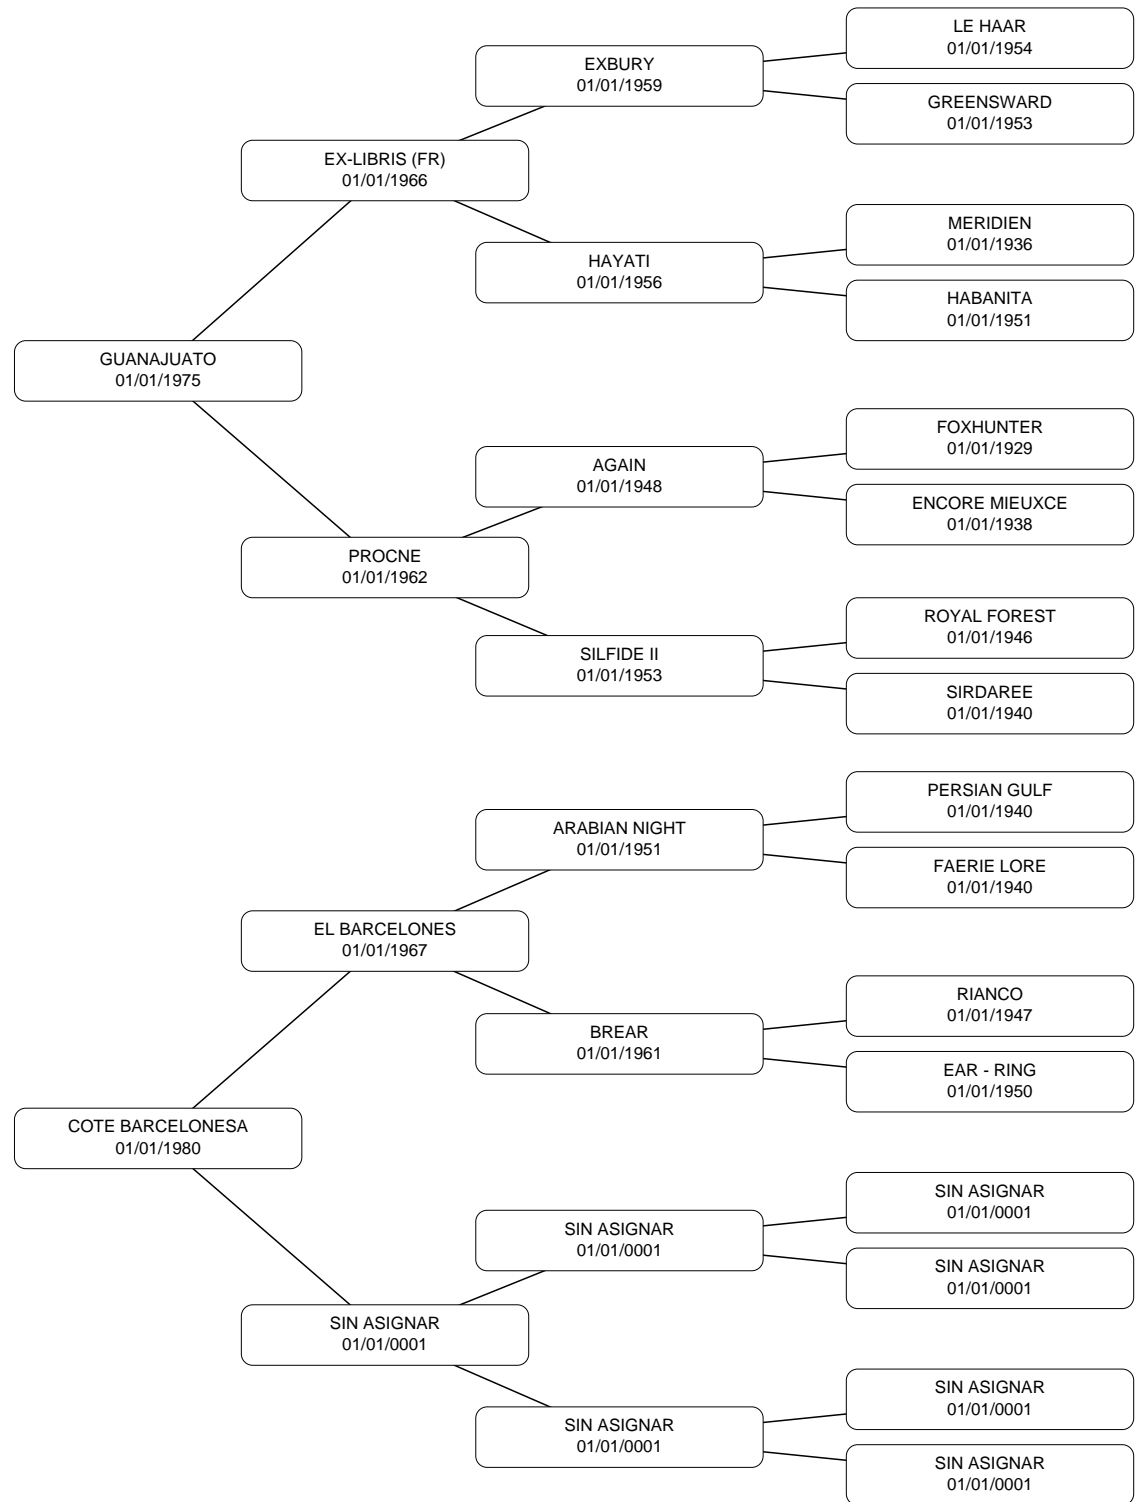 LE HAAR
01/01/1954
EXBURY
01/01/1959
GREENSWARD
01/01/1953
EX-LIBRIS (FR)
01/01/1966
MERIDIEN
01/01/1936
HAYATI
01/01/1956
HABANITA
01/01/1951
GUANAJUATO
01/01/1975
FOXHUNTER
01/01/1929
AGAIN
01/01/1948
ENCORE MIEUXCE
01/01/1938
PROCNE
01/01/1962
ROYAL FOREST
01/01/1946
SILFIDE II
01/01/1953
SIRDAREE
01/01/1940
PERSIAN GULF
01/01/1940
ARABIAN NIGHT
01/01/1951
FAERIE LORE
01/01/1940
EL BARCELONES
01/01/1967
RIANCO
01/01/1947
BREAR
01/01/1961
EAR - RING
01/01/1950
COTE BARCELONESA
01/01/1980
SIN ASIGNAR
01/01/0001
SIN ASIGNAR
01/01/0001
SIN ASIGNAR
01/01/0001
SIN ASIGNAR
01/01/0001
SIN ASIGNAR
01/01/0001
SIN ASIGNAR
01/01/0001
SIN ASIGNAR
01/01/0001